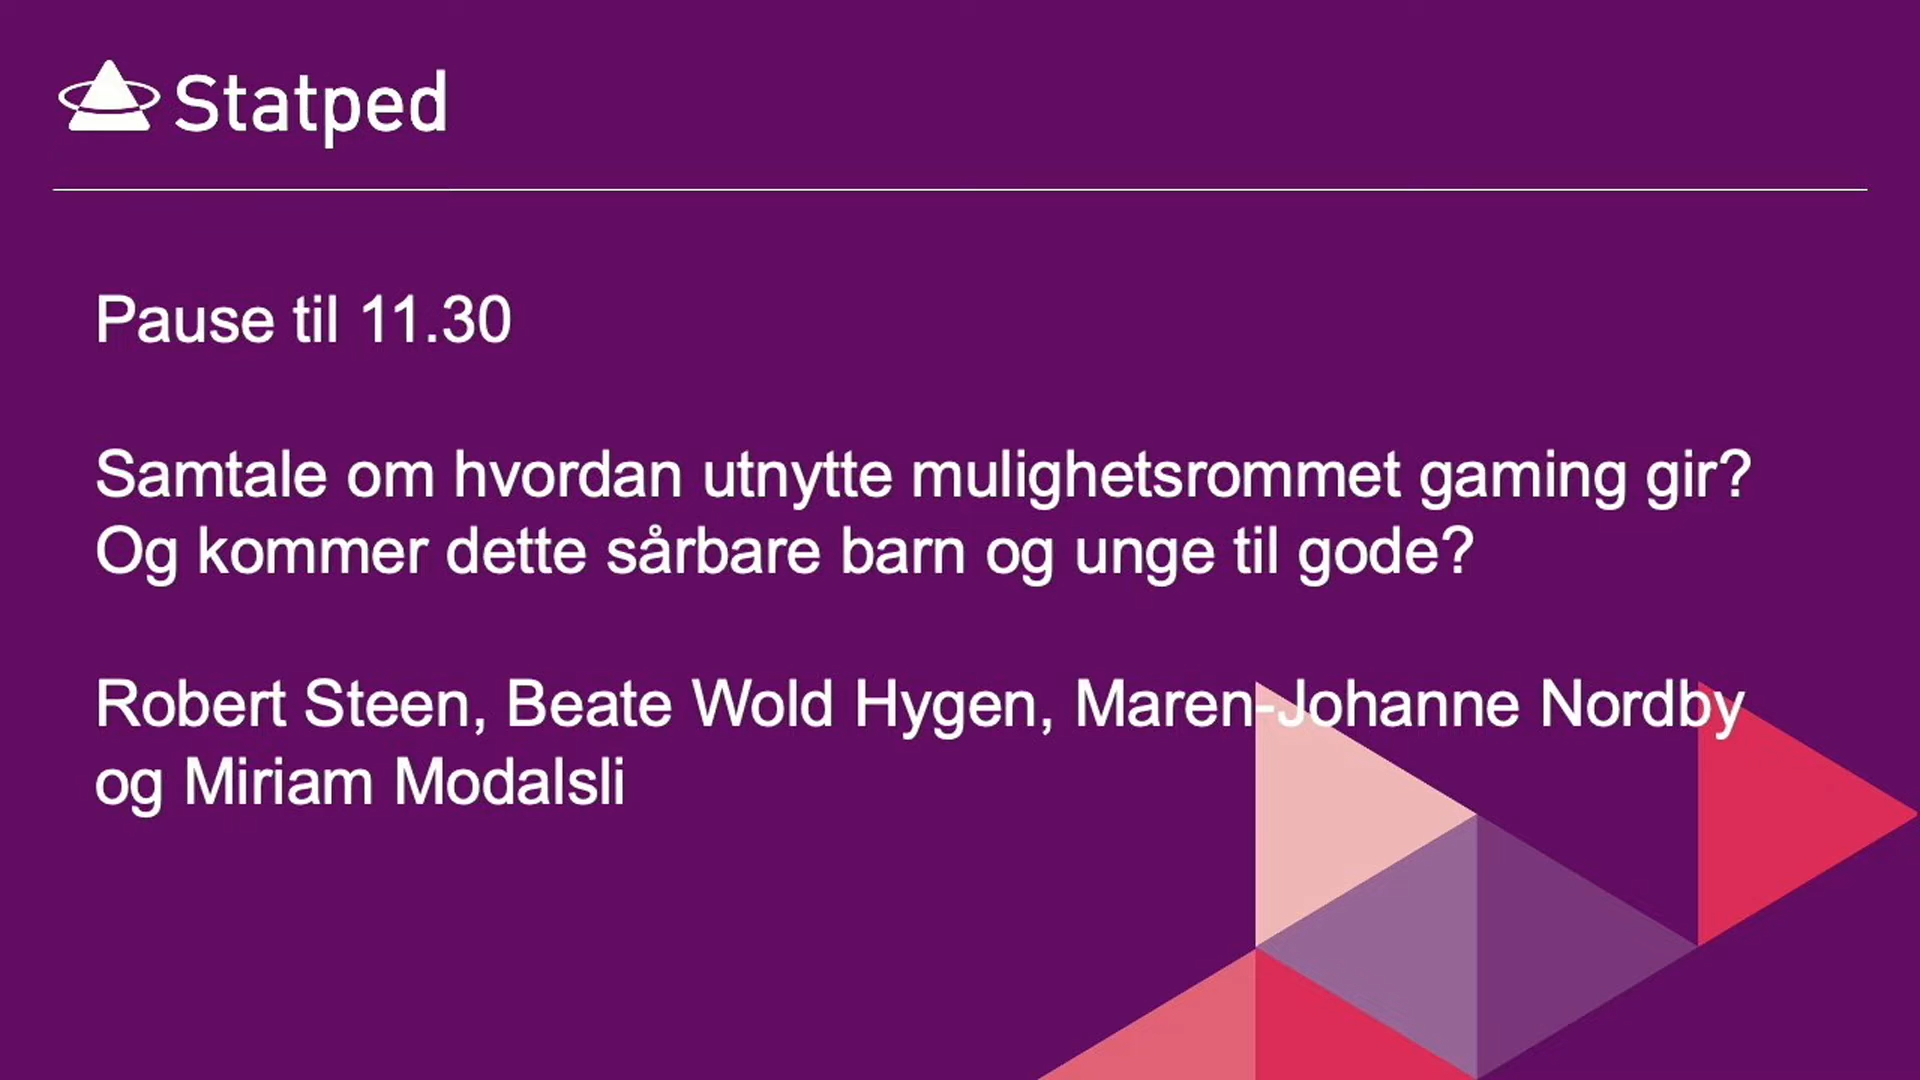 Statped
Pause til 11.30
Samtale om hvordan utnytte mulighetsrommet gaming gir?
Og kommer dette sårbare barn og unge til gode?
Robert Steen, Beate Wold Hygen, Maren-Johanne Nordby
og Miriam Modalsli